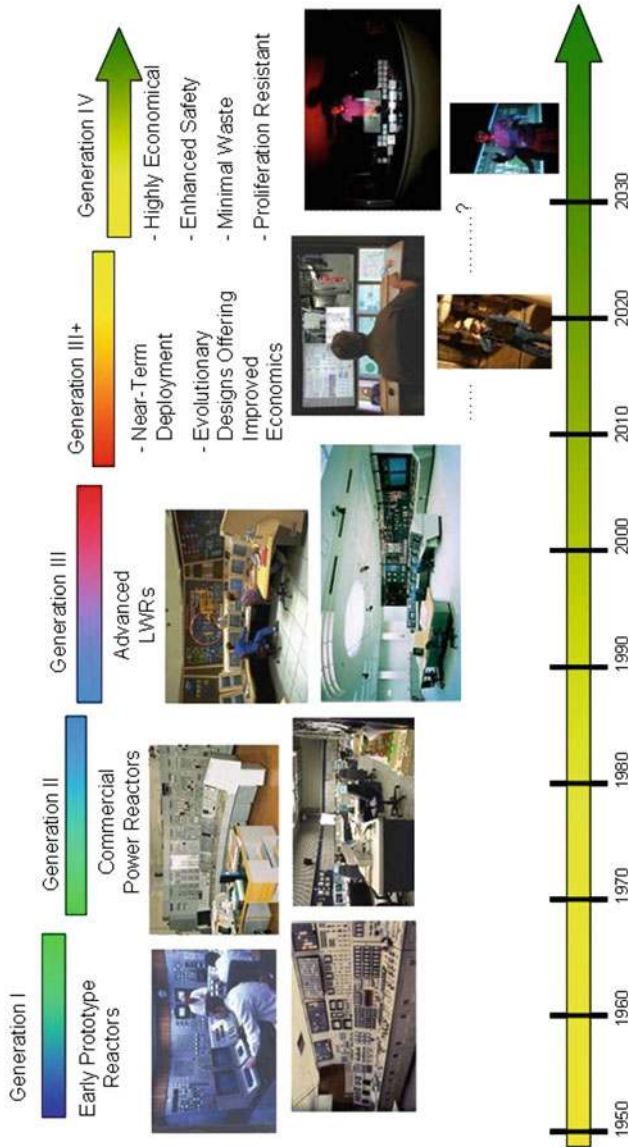 Generation I
Early Prototype
Reactors
Generation II
Commercial
Power Reactors
Generation III
Advanced
LWRs
Generation III+
- Near-Term
Deployment
- Evolutionary
Designs Offering
Improved
Economics
Generation IV
- Highly Economical
- Enhanced Safety
- Minimal Waste
- Proliferation Resistant
........ ........?
1950 1960 1970 1980 1990 2000 2010 2020 2030